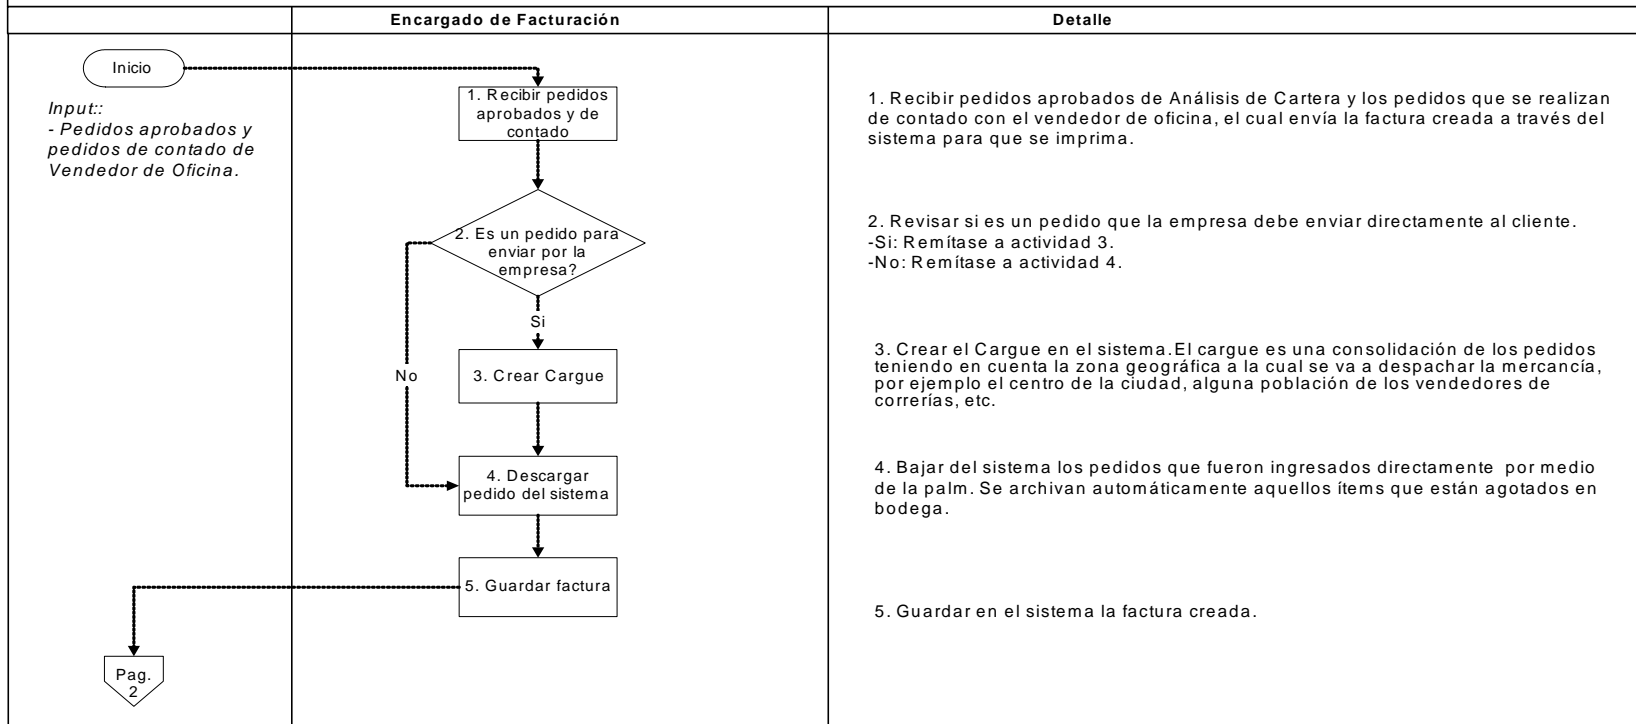 Encargado de Facturación
Detalle
Inicio
Input::
- Pedidos aprobados y
pedidos de contado de
Vendedor de Oficina.
1. Recibir pedidos
aprobados y de
contado
2. Es un pedido para
enviar por la
empresa?
Si
No
3. Crear Cargue
4. Descargar
pedido del sistema
5. Guardar factura
Pag.
2
1. Recibir pedidos aprobados de Análisis de Cartera y los pedidos que se realizan
de contado con el vendedor de oficina, el cual envía la factura creada a través del
sistema para que se imprima.
2. Revisar si es un pedido que la empresa debe enviar directamente al cliente.
-Si: Remítase a actividad 3.
-No: Remítase a actividad 4.
3. Crear el Cargue en el sistema.El cargue es una consolidación de los pedidos
teniendo en cuenta la zona geográfica a la cual se va a despachar la mercancía,
por ejemplo el centro de la ciudad, alguna población de los vendedores de
correrías, etc.
4. Bajar del sistema los pedidos que fueron ingresados directamente por medio
de la palm. Se archivan automáticamente aquellos ítems que están agotados en
bodega.
5. Guardar en el sistema la factura creada.